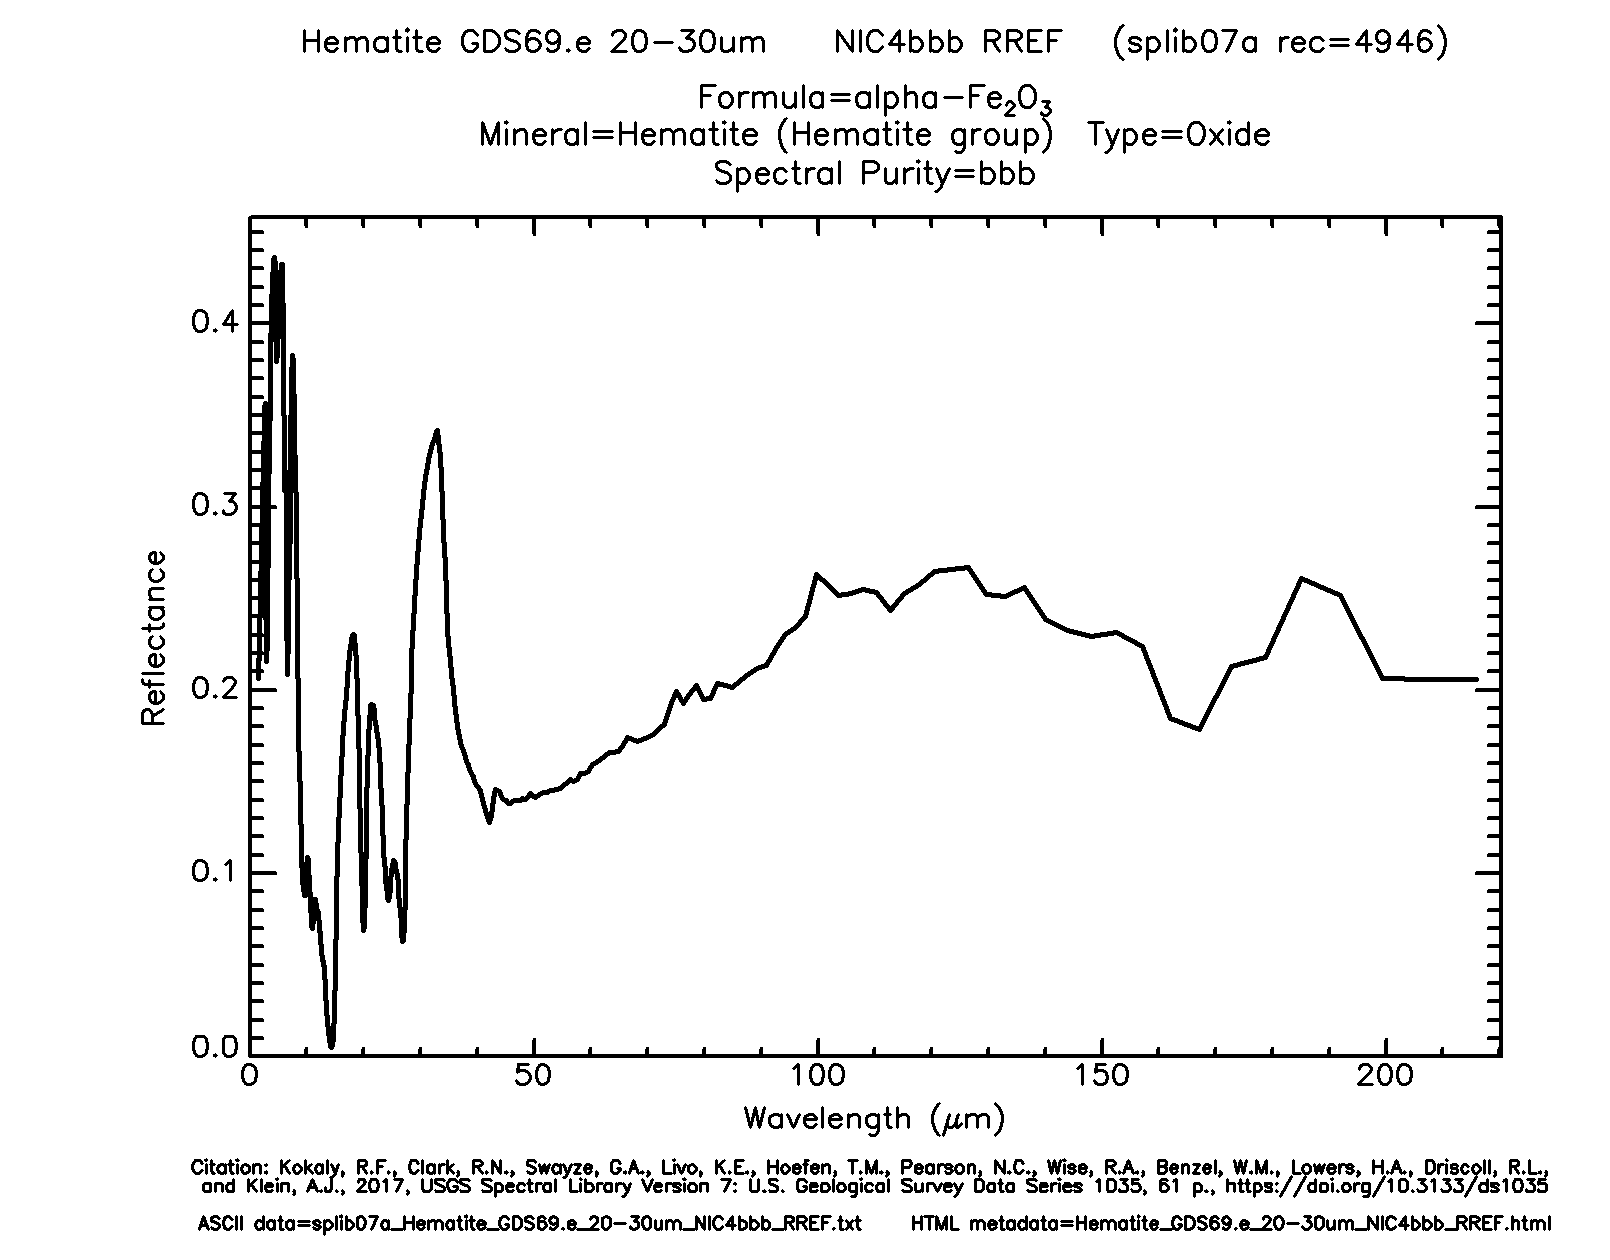 Hematite GDS69.e 20-30um NIC4bbb RREF (splib07a rec=4946)
Formula=alpha-Fe2O3
Mineral=Hematite (Hematite group) Type=Oxide
Spectral Purity=bbb
0.4
0.3
0.2
0.1
0.0
Reflectance
0 50 100 150 200
Wavelength (μm)
Citation: Kokaly, R.F., Clark, R.N., Swayze, G.A., Livo, K.E., Hoefen, T.M., Pearson, N.C., Wise, R.A., Benzel, W.M., Lowers, H.A., Driscoll, R.L.,
and Klein, A.J., 2017, USGS Spectral Library Version 7: U.S. Geological Survey Data Series 1035, 61 p., https://doi.org/10.3133/ds1035
ASCII data=splib07a_Hematite_GDS69.e_20-30um_NIC4bbb_RREF.txt HTML metadata=Hematite_GDS69.e_20-30um_NIC4bbb_RREF.html